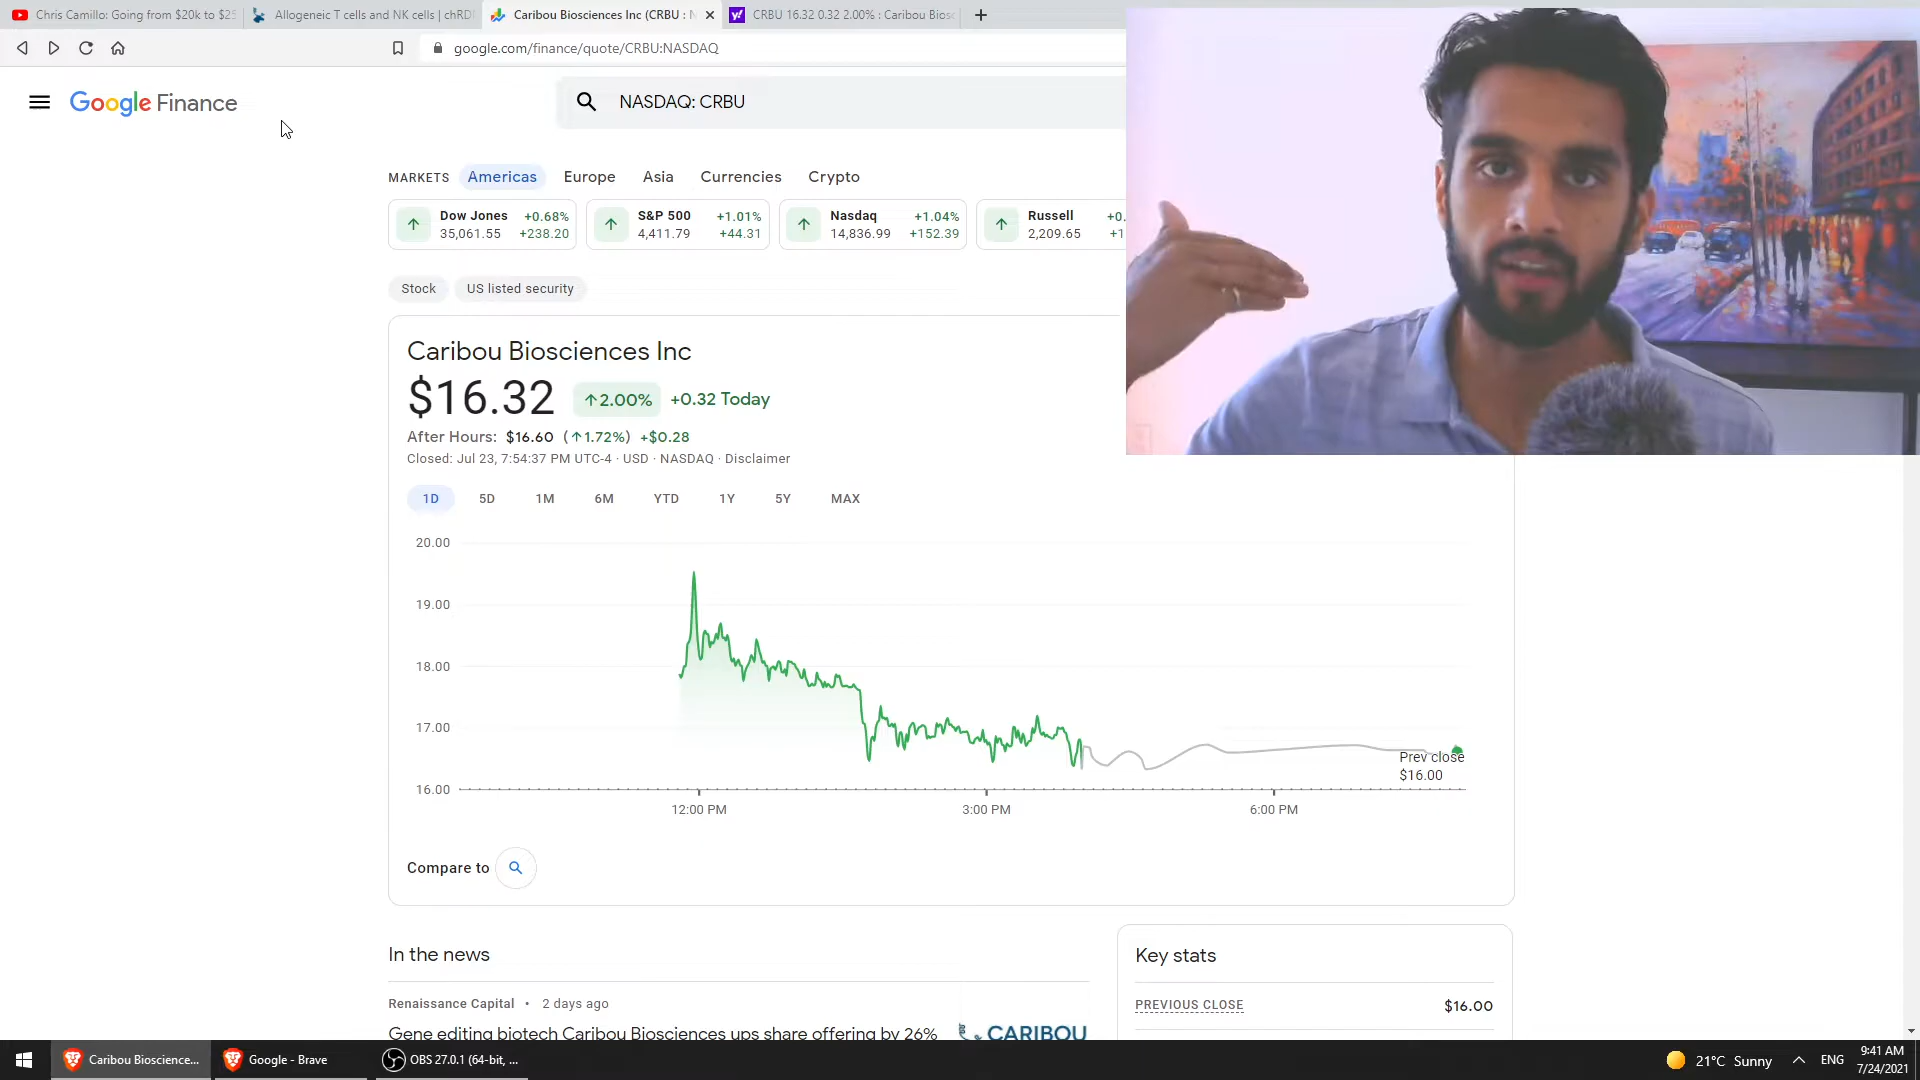 Chris Camillo: Going from $20k to $25
Allogeneic T cells and NK cells | chRD
Caribou Biosciences Inc (CRBU : N
CRBU 16.32 0.32 2.00% : Caribou Bios
google.com/finance/quote/CRBU:NASDAQ
Google Finance
NASDAQ: CRBU
MARKETS Americas Europe Asia Currencies Crypto
Dow Jones +0.68%
35,061.55 +238.20
S&P 500 +1.01%
4,411.79 +44.31
Nasdaq +1.04%
14,836.99 +152.39
Russell +0.
2,209.65 +1
Stock US listed security
Caribou Biosciences Inc
$16.32 ↑2.00% +0.32 Today
After Hours: $16.60 (↑1.72%) +$0.28
Closed: Jul 23, 7:54:37 PM UTC-4 · USD · NASDAQ · Disclaimer
1D 5D 1M 6M YTD 1Y 5Y MAX
20.00
19.00
18.00
17.00
16.00
Prev close
$16.00
12:00 PM 3:00 PM 6:00 PM
Compare to
In the news
Renaissance Capital • 2 days ago
Gene editing biotech Caribou Biosciences ups share offering by 26%
CARIBOU
Key stats
PREVIOUS CLOSE $16.00
Caribou Bioscience...
Google - Brave
OBS 27.0.1 (64-bit, ...
21°C Sunny
ENG
9:41 AM
7/24/2021